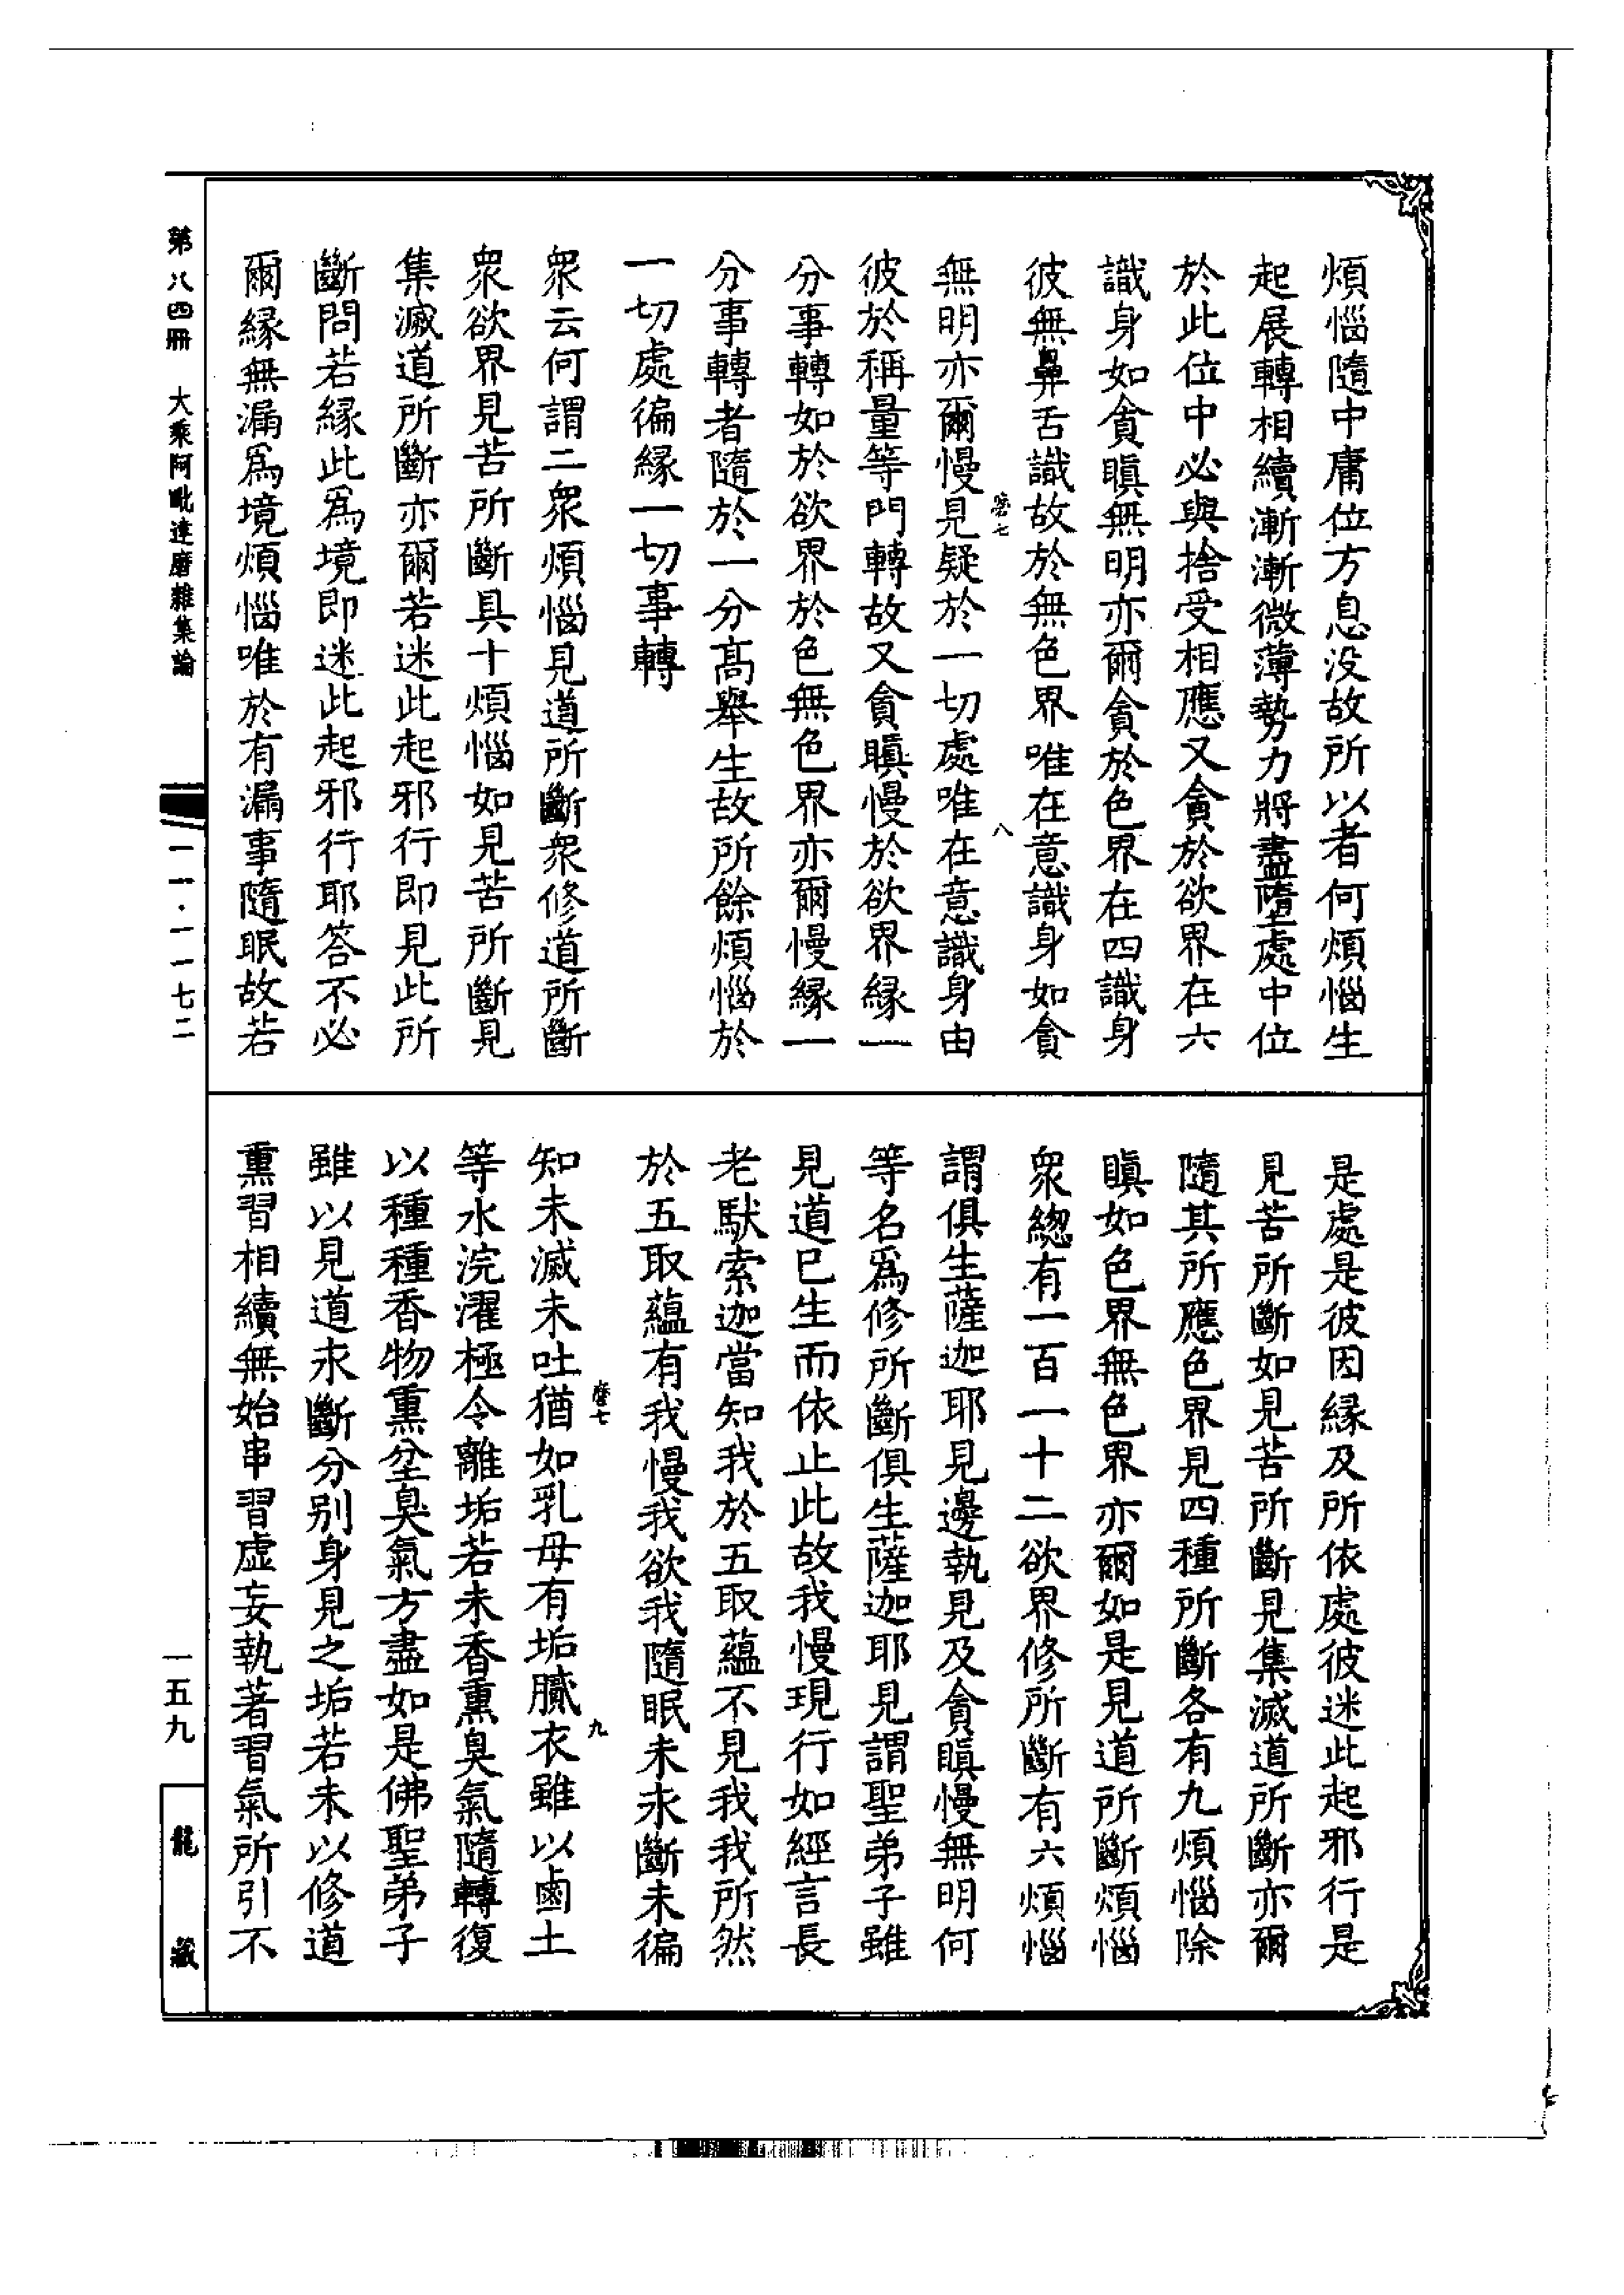 煩惱隨中庸位方息没故所以者何煩惱生
起展轉相續漸漸微薄勢力將盡墮處中位
於此位中必與捨受相應又貪於欲界在六
識身如貪瞋無明亦爾貪於色界在四識身
彼無鼻舌識故於無色界唯在意識身如貪
無明亦爾慢見疑於一切處唯在意識身由
彼於稱量等門轉故又貪瞋慢於欲界緣一
分事轉如於欲界於色無色界亦爾慢緣一
分事轉者隨於一分高舉生故所餘煩惱於
一切處徧緣一切事轉
衆云何謂二衆煩惱見道所斷衆修道所斷
衆欲界見苦所斷具十煩惱如見苦所斷見
集滅道所斷亦爾若迷此起邪行即見此所
斷問若緣此爲境即迷此起邪行耶答不必
爾緣無漏爲境煩惱唯於有漏事隨眠故若
八
是處是彼因緣及所依處彼迷此起邪行是
見苦所斷如見苦所斷見集滅道所斷亦爾
隨其所應色界見四種所斷各有九煩惱除
瞋如色界無色界亦爾如是見道所斷煩惱
衆緫有一百一十二欲界修所斷有六煩惱
謂俱生薩迦耶見邊執見及貪瞋慢無明何
等名爲修所斷俱生薩迦耶見謂聖弟子雖
見道已生而依止此故我慢現行如經言長
老馱索迦當知我於五取蘊不見我我所然
於五取蘊有我慢我欲我隨眠未永斷未徧
知未滅未吐猶如乳母有垢膩衣雖以鹵土
等水浣濯極令離垢若未香熏臭氣隨轉復
以種種香物熏坌臭氣方盡如是佛聖弟子
雖以見道永斷分別身見之垢若未以修道
熏習相續無始串習虛妄執著習氣所引不
磨七
九
第八四冊 大乘阿毗達磨雜集論
一一·一一七二
一五九
龍藏